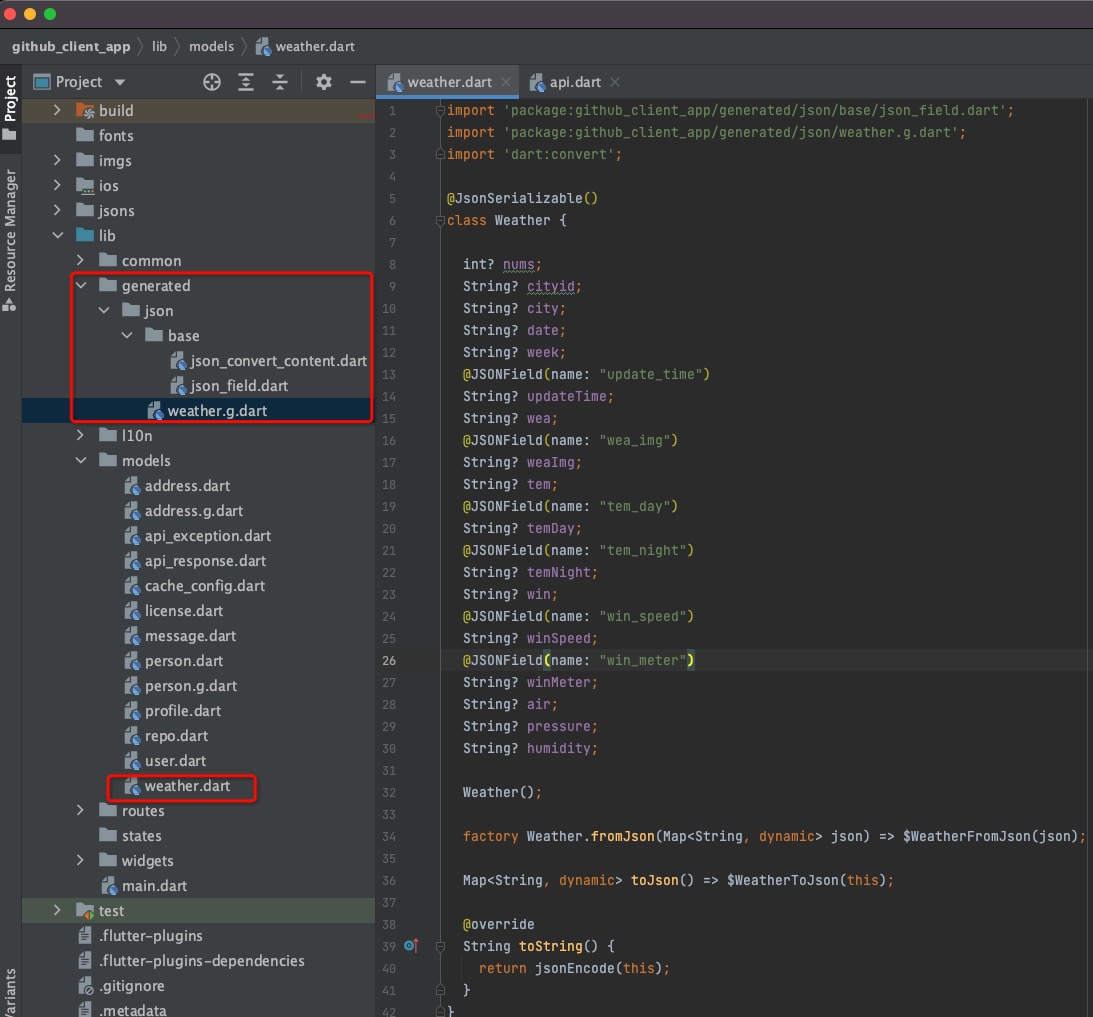 github_client_app
lib
models
weather.dart
Project
Resource Manager
Project
weather.dart
api.dart
build
fonts
imgs
ios
jsons
lib
common
generated
json
base
json_convert_content.dart
json_field.dart
weather.g.dart
l10n
models
address.dart
address.g.dart
api_exception.dart
api_response.dart
cache_config.dart
license.dart
message.dart
person.dart
person.g.dart
profile.dart
repo.dart
user.dart
weather.dart
routes
states
widgets
main.dart
test
.flutter-plugins
.flutter-plugins-dependencies
.gitignore
.metadata
1 import 'package:github_client_app/generated/json/base/json_field.dart';
2 import 'package:github_client_app/generated/json/weather.g.dart';
3 import 'dart:convert';
4
5 @JsonSerializable()
6 class Weather {
7
8 int? nums;
9 String? cityid;
10 String? city;
11 String? date;
12 String? week;
13 @JSONField(name: "update_time")
14 String? updateTime;
15 String? wea;
16 @JSONField(name: "wea_img")
17 String? weaImg;
18 String? tem;
19 @JSONField(name: "tem_day")
20 String? temDay;
21 @JSONField(name: "tem_night")
22 String? temNight;
23 String? win;
24 @JSONField(name: "win_speed")
25 String? winSpeed;
26 @JSONField(name: "win_meter")
27 String? winMeter;
28 String? air;
29 String? pressure;
30 String? humidity;
31
32 Weather();
33
34 factory Weather.fromJson(Map<String, dynamic> json) => $WeatherFromJson(json);
35
36 Map<String, dynamic> toJson() => $WeatherToJson(this);
37
38 @override
39 String toString() {
40 return jsonEncode(this);
41 }
42 }